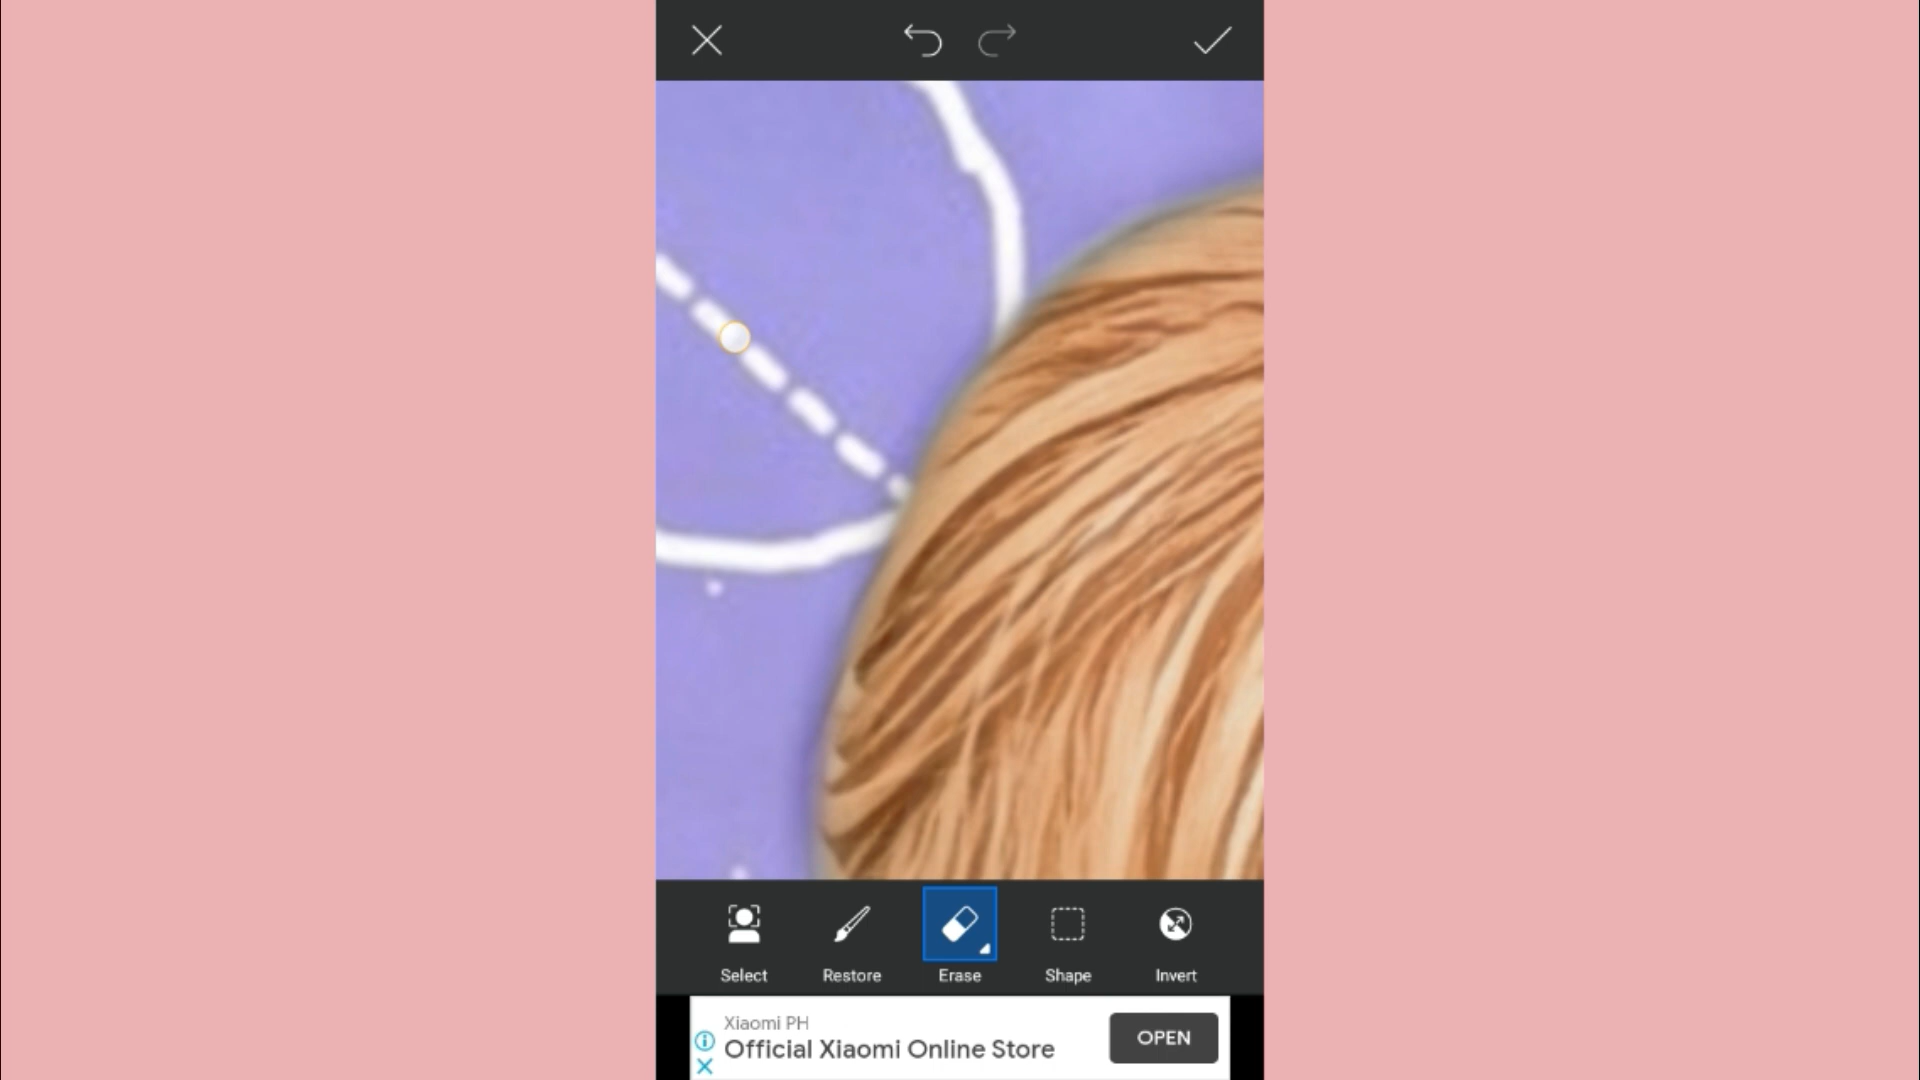 Select Restore Erase Shape Invert
Xiaomi PH
Official Xiaomi Online Store
OPEN